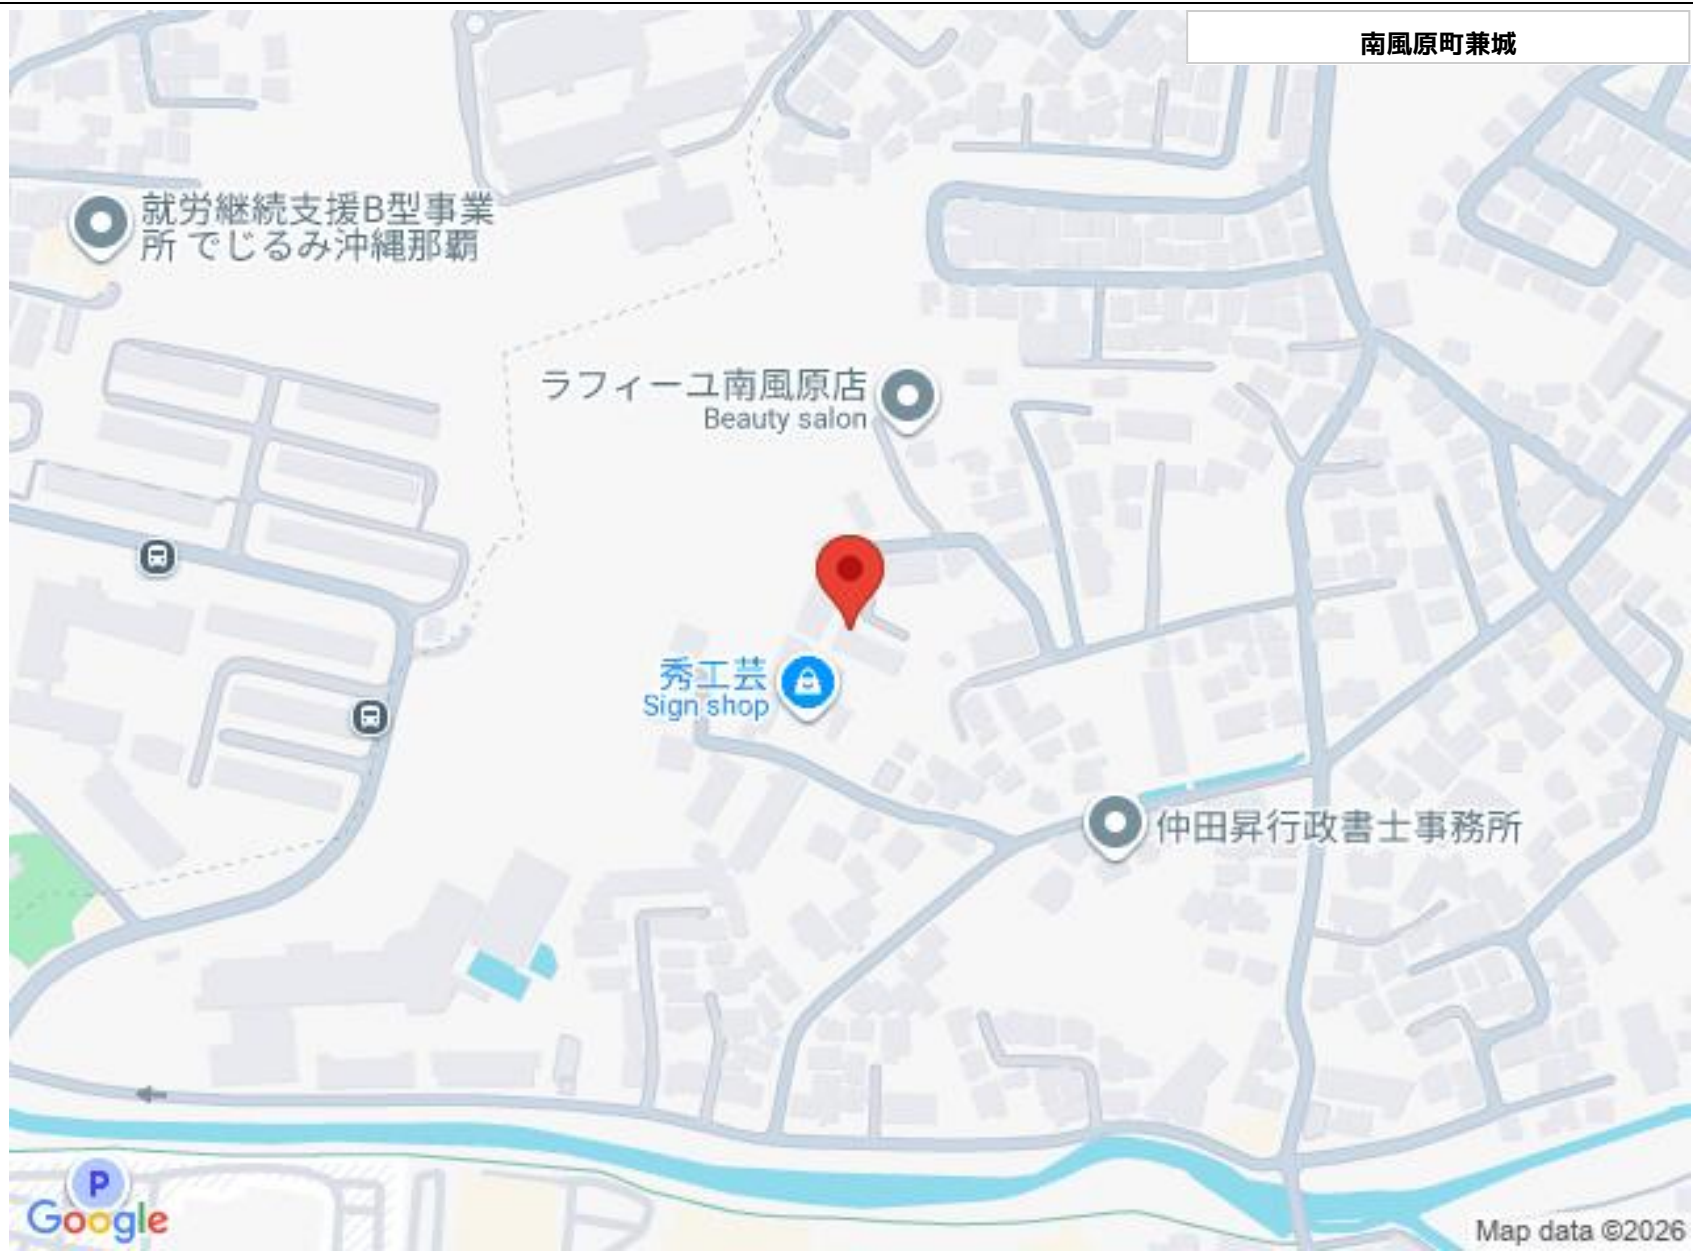 南風原町兼城
就労継続支援B型事業
所 でじるみ沖縄那覇
ラフィーユ南風原店
Beauty salon
秀工芸
Sign shop
仲田昇行政書士事務所
P
Google
Map data ©2026